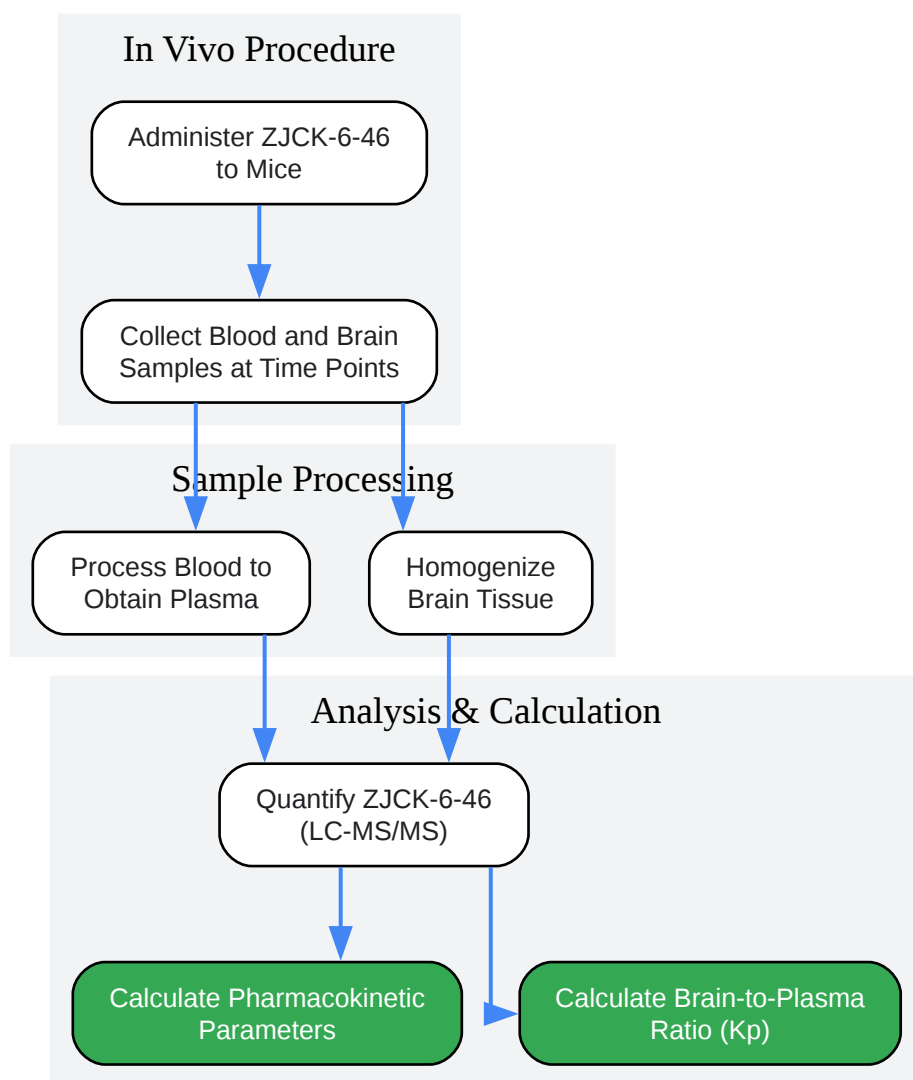 In Vivo Procedure
Administer ZJCK-6-46
to Mice
Collect Blood and Brain
Samples at Time Points
Sample Processing
Process Blood to
Obtain Plasma
Homogenize
Brain Tissue
Analysis & Calculation
Quantify ZJCK-6-46
(LC-MS/MS)
Calculate Pharmacokinetic
Parameters
Calculate Brain-to-Plasma
Ratio (Kp)